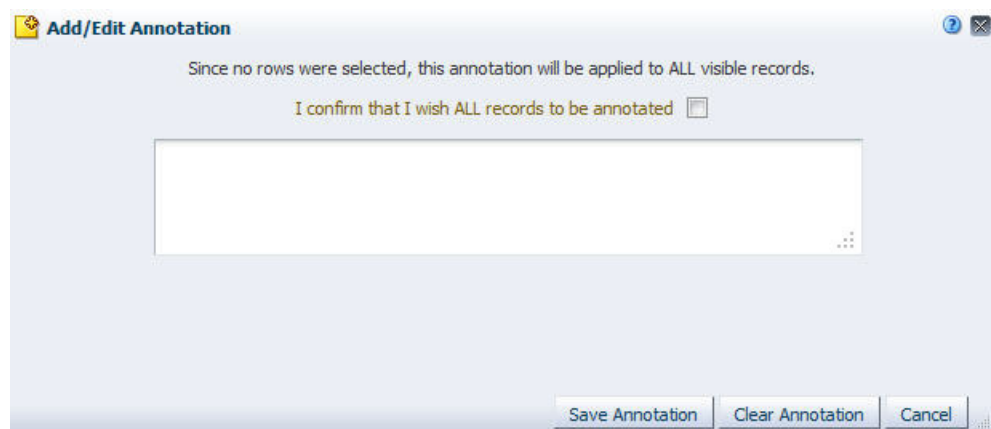 Add/Edit Annotation
Since no rows were selected, this annotation will be applied to ALL visible records.
I confirm that I wish ALL records to be annotated
Save Annotation
Clear Annotation
Cancel